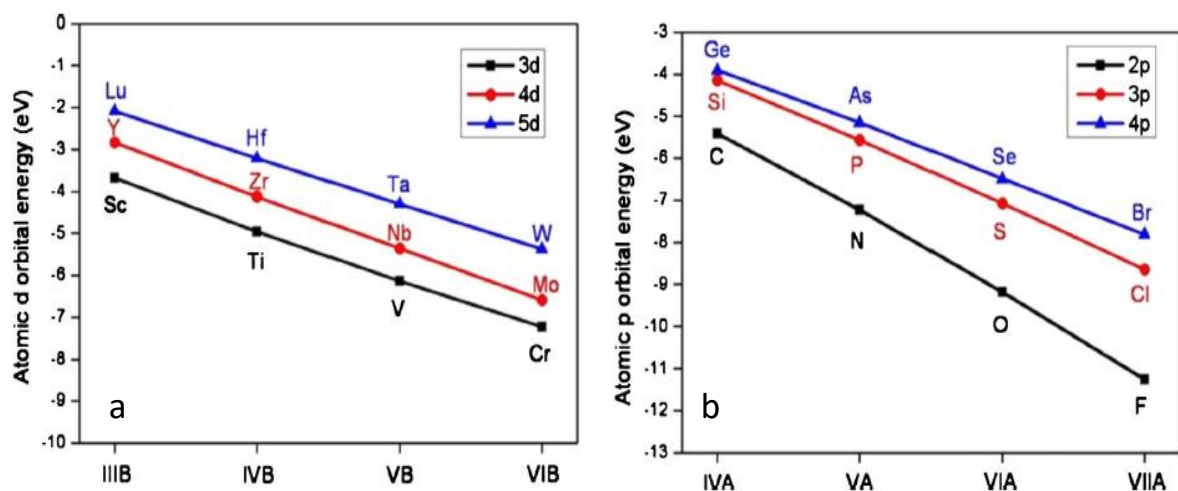 Atomic d orbital energy (eV)
0
-1
-2
-3
-4
-5
-6
-7
-8
-9
-10
3d
4d
5d
Lu
Y
Sc
Hf
Zr
Ti
Ta
Nb
V
W
Mo
Cr
a
IIIB
IVB
VB
VIB
Atomic p orbital energy (eV)
-3
-4
-5
-6
-7
-8
-9
-10
-11
-12
-13
2p
3p
4p
Ge
Si
C
As
P
N
Se
S
O
Br
Cl
F
b
IVA
VA
VIA
VIIA